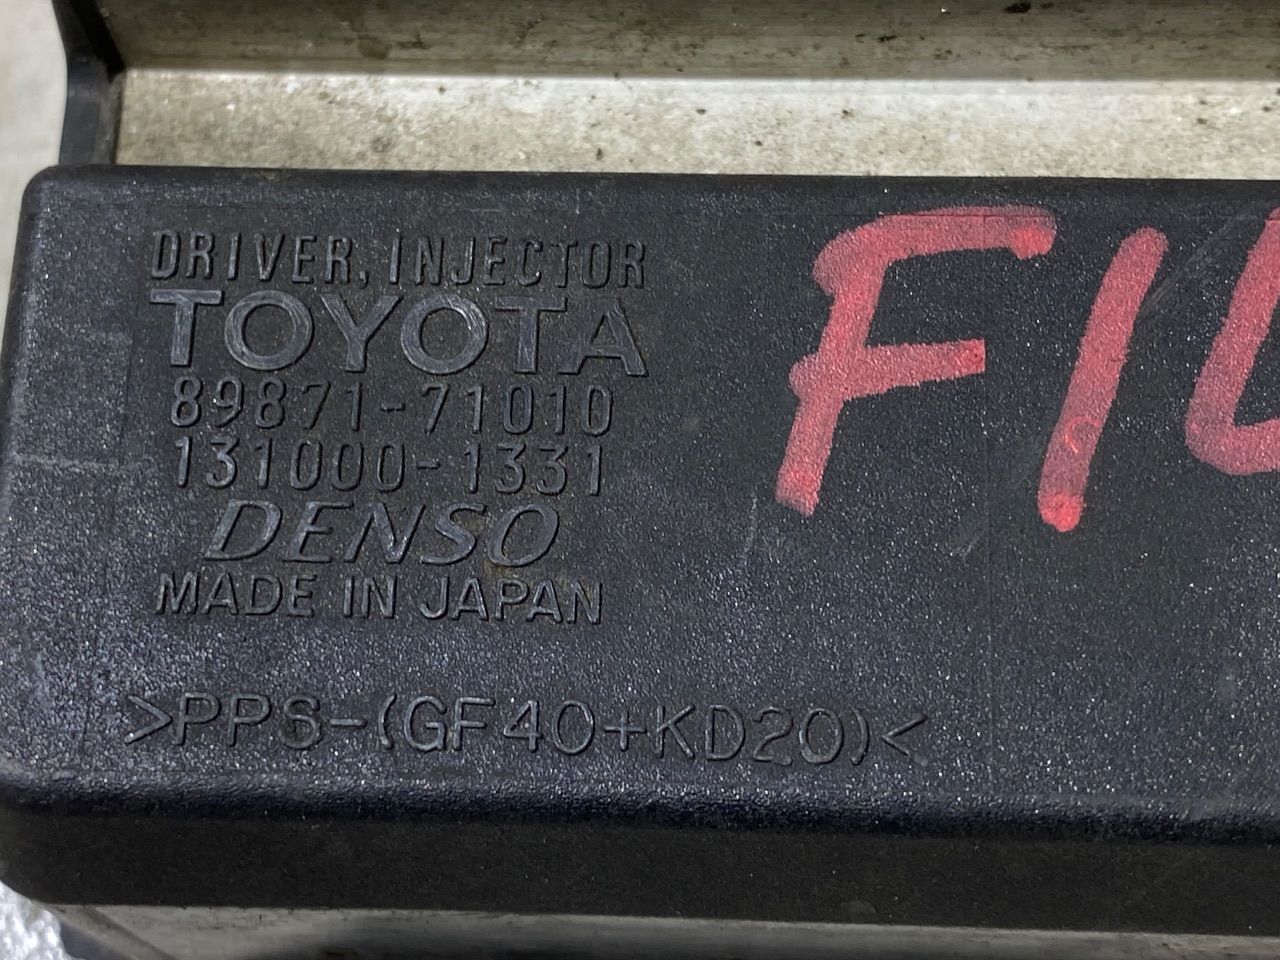 DRIVER, INJECTOR
TOYOTA
89871-71010
131000-1331
DENSO
MADE IN JAPAN
>PPS-(GF40+KD20)<